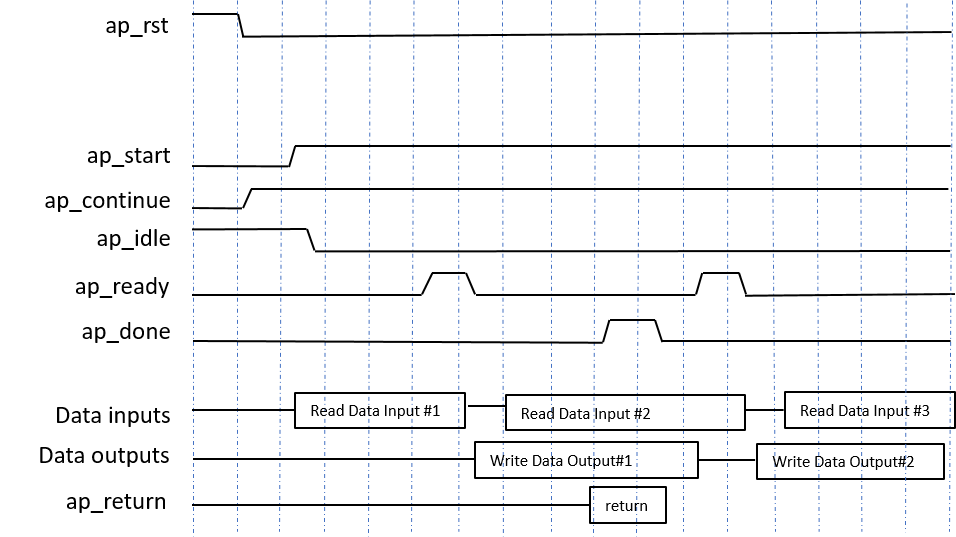 ap_rst
ap_start
ap_continue
ap_idle
ap_ready
ap_done
Data inputs
Read Data Input #1
Read Data Input #2
Read Data Input #3
Data outputs
Write Data Output#1
Write Data Output#2
ap_return
return